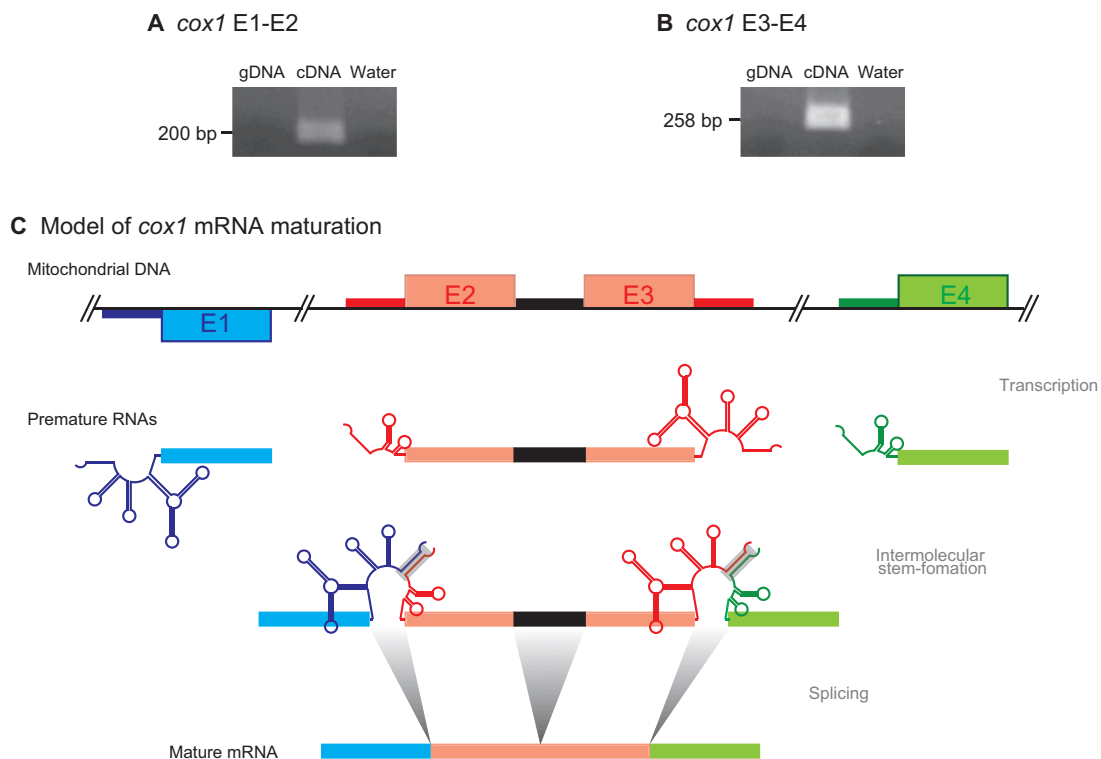 A cox1 E1-E2
gDNA cDNA Water
200 bp
B cox1 E3-E4
gDNA cDNA Water
258 bp
C Model of cox1 mRNA maturation
Mitochondrial DNA
E1
E2
E3
E4
Transcription
Premature RNAs
Intermolecular
stem-fomation
Splicing
Mature mRNA